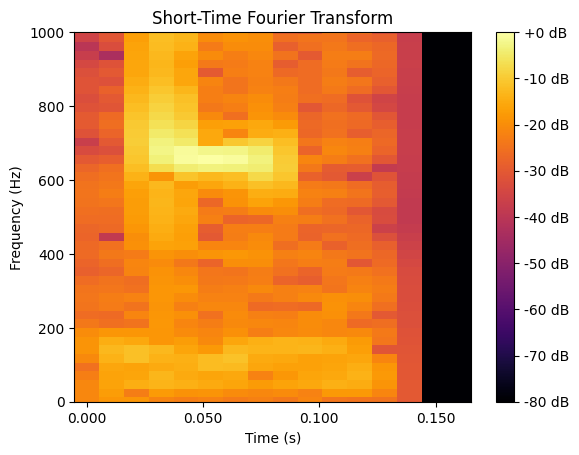 Short-Time Fourier Transform
1000
800
600
400
200
0
Frequency (Hz)
0.000
0.050
0.100
0.150
Time (s)
+0 dB
-10 dB
-20 dB
-30 dB
-40 dB
-50 dB
-60 dB
-70 dB
-80 dB